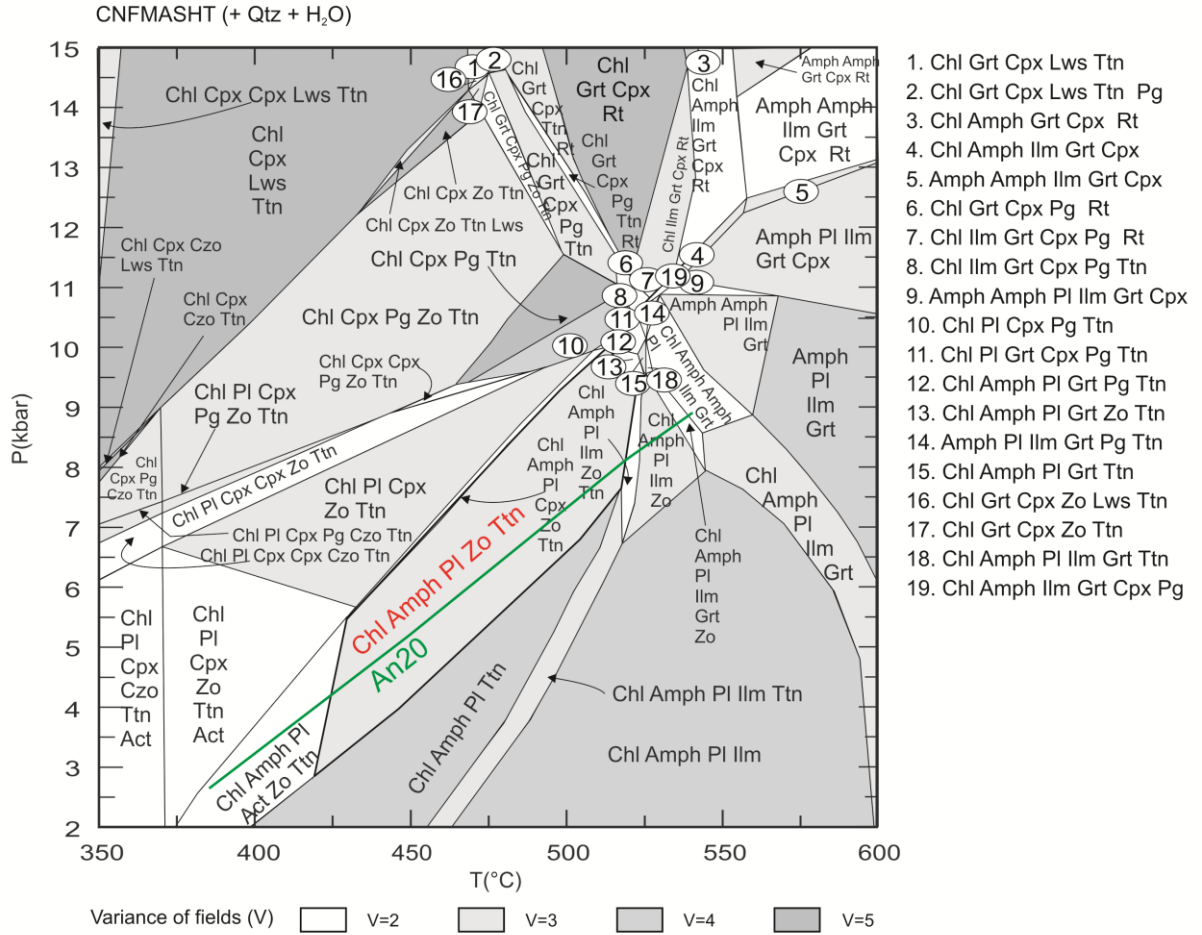 CNFMASHT (+ Qtz + H₂O)
P(kbar)
15
14
13
12
11
10
9
8
7
6
5
4
3
2
350
400
450
500
550
600
T(°C)
Chl Cpx Cpx Lws Ttn
Chl
Cpx
Lws
Ttn
16
1
2
17
3
Chl
Grt
Cpx
Ttn
Rt
Chl
Grt Cpx
Rt
Chl
Amph
Ilm
Grt
Cpx
Rt
Amph Amph
Grt Cpx Rt
Amph Amph
Ilm Grt
Cpx Rt
Chl Grt Cpx Pg Zo Ttn
Chl
Grt
Cpx
Pg
Ttn
Chl
Grt
Cpx
Pg
Ttn
Rt
Chl Ilm Grt Cpx Rt
Chl Cpx Zo Ttn
Chl Cpx Zo Ttn Lws
Chl Cpx Czo
Lws Ttn
Chl Cpx
Czo Ttn
Chl Cpx Pg Ttn
Chl Cpx Pg Zo Ttn
5
Amph Pl Ilm
Grt Cpx
6
7
19
4
9
8
11
14
12
10
13
15
18
Amph Amph
Pl Ilm
Grt
Amph
Pl
Ilm
Grt
Chl Amph Amph
Pl Ilm Grt
Chl Cpx Cpx
Pg Zo Ttn
Chl Pl Cpx
Pg Zo Ttn
Chl
Cpx Pg
Czo Ttn
Chl Pl Cpx Cpx Zo Ttn
Chl Pl Cpx
Zo Ttn
Chl Pl Cpx Pg Czo Ttn
Chl Pl Cpx Cpx Czo Ttn
Chl
Amph
Pl
Cpx
Zo
Ttn
Chl
Amph
Pl
Ilm
Zo
Ttn
Chl
Amph
Pl
Ilm
Zo
Chl
Amph
Pl
Ilm
Grt
Chl
Amph
Pl
Ilm
Grt
Zo
Chl
Pl
Cpx
Czo
Ttn
Act
Chl
Pl
Cpx
Zo
Ttn
Act
Chl Amph Pl Zo Ttn
An20
Chl Amph Pl
Act Zo Ttn
Chl Amph Pl Ttn
Chl Amph Pl Ilm Ttn
Chl Amph Pl Ilm
1. Chl Grt Cpx Lws Ttn
2. Chl Grt Cpx Lws Ttn Pg
3. Chl Amph Grt Cpx Rt
4. Chl Amph Ilm Grt Cpx
5. Amph Amph Ilm Grt Cpx
6. Chl Grt Cpx Pg Rt
7. Chl Ilm Grt Cpx Pg Rt
8. Chl Ilm Grt Cpx Pg Ttn
9. Amph Amph Pl Ilm Grt Cpx
10. Chl Pl Cpx Pg Ttn
11. Chl Pl Grt Cpx Pg Ttn
12. Chl Amph Pl Grt Pg Ttn
13. Chl Amph Pl Grt Zo Ttn
14. Amph Pl Ilm Grt Pg Ttn
15. Chl Amph Pl Grt Ttn
16. Chl Grt Cpx Zo Lws Ttn
17. Chl Grt Cpx Zo Ttn
18. Chl Amph Pl Ilm Grt Ttn
19. Chl Amph Ilm Grt Cpx Pg
Variance of fields (V)
V=2
V=3
V=4
V=5